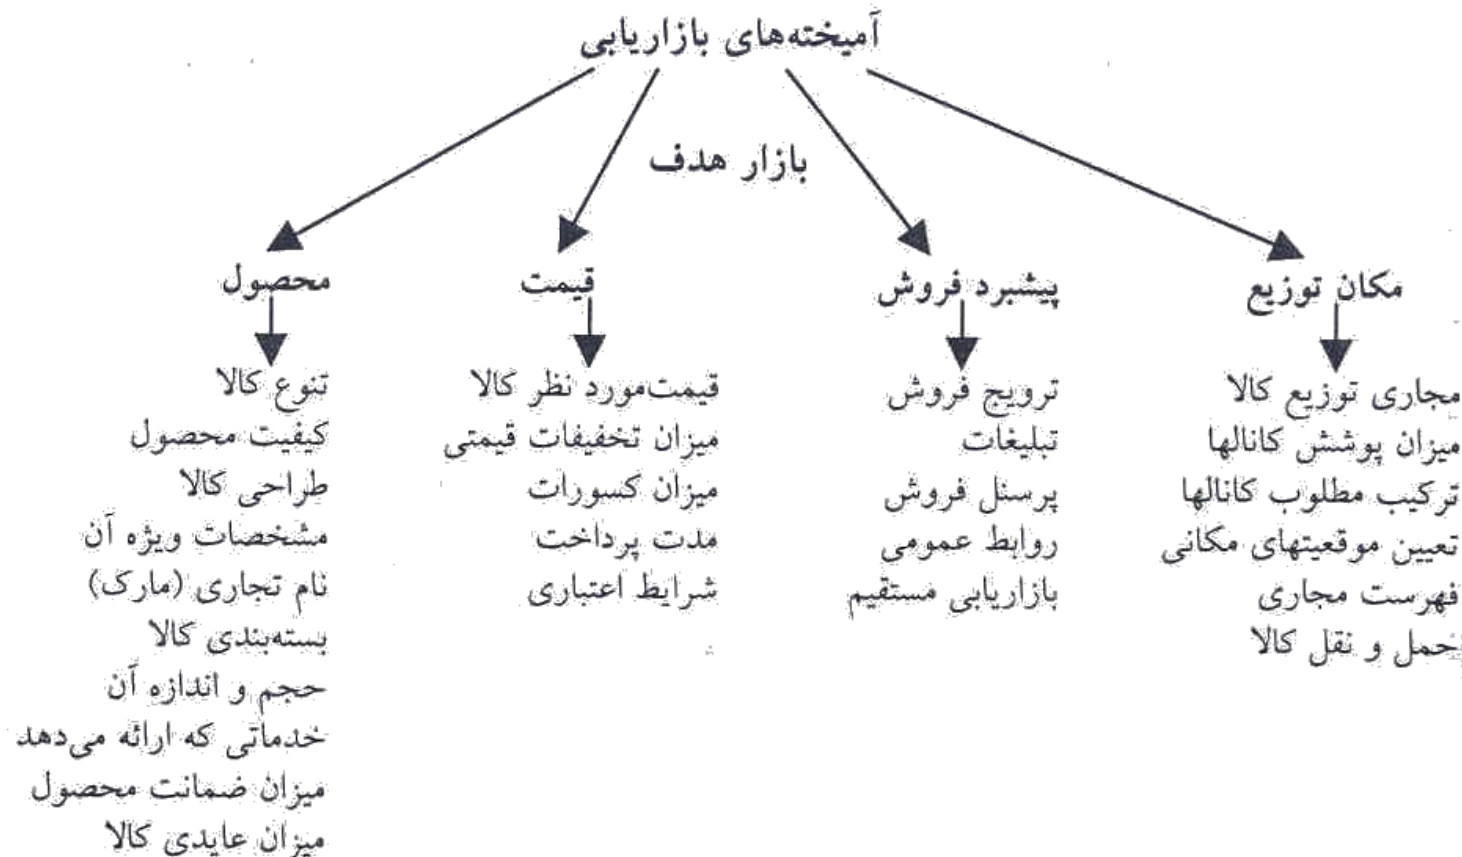 آمیخته‌های بازاریابی
بازار هدف
مکان توزیع
مجاری توزیع کالا
میزان پوشش کانالها
ترکیب مطلوب کانالها
تعیین موقعیتهای مکانی
فهرست مجاری
حمل و نقل کالا
پیشبرد فروش
ترویج فروش
تبلیغات
پرسنل فروش
روابط عمومی
بازاریابی مستقیم
قیمت
قیمت‌مورد نظر کالا
میزان تخفیفات قیمتی
میزان کسورات
مدت پرداخت
شرایط اعتباری
محصول
تنوع کالا
کیفیت محصول
طراحی کالا
مشخصات ویژه آن
نام تجاری (مارک)
بسته‌بندی کالا
حجم و اندازه آن
خدماتی که ارائه می‌دهد
میزان ضمانت محصول
میزان عایدی کالا